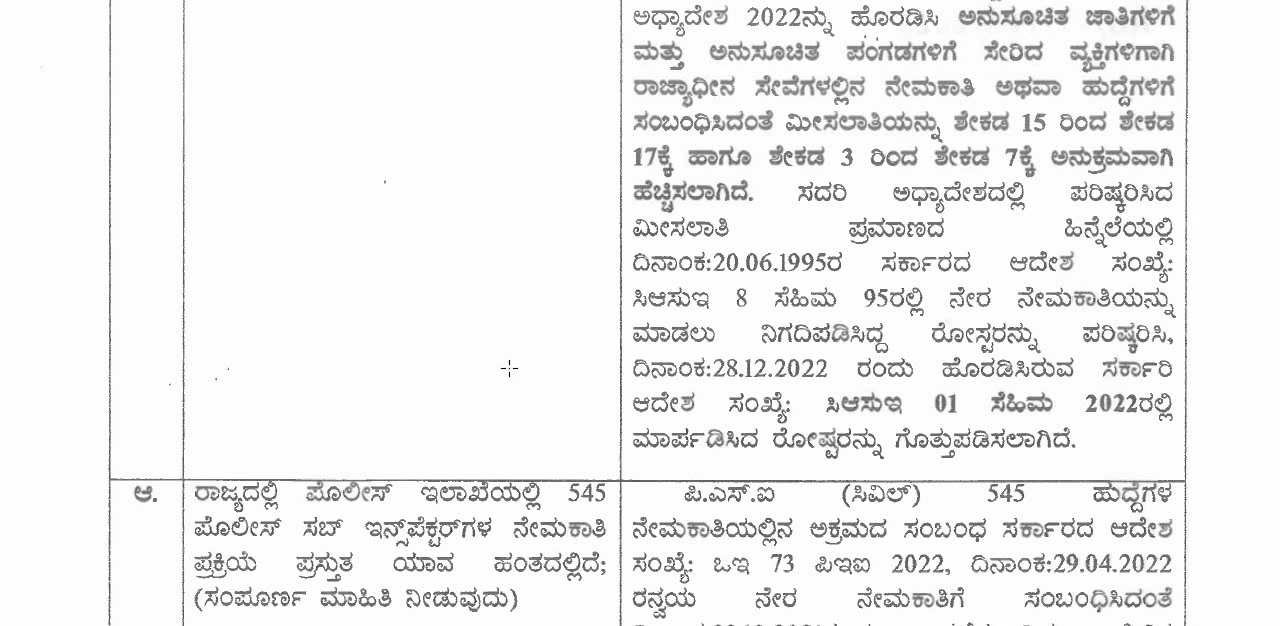 ಅಧ್ಯಾದೇಶ 2022ನ್ನು ಹೊರಡಿಸಿ ಅನುಸೂಚಿತ ಜಾತಿಗಳಿಗೆ
ಮತ್ತು ಅನುಸೂಚಿತ ಪಂಗಡಗಳಿಗೆ ಸೇರಿದ ವ್ಯಕ್ತಿಗಳಿಗಾಗಿ
ರಾಜ್ಯಾಧೀನ ಸೇವೆಗಳಲ್ಲಿನ ನೇಮಕಾತಿ ಅಥವಾ ಹುದ್ದೆಗಳಿಗೆ
ಸಂಬಂಧಿಸಿದಂತೆ ಮೀಸಲಾತಿಯನ್ನು ಶೇಕಡ 15 ರಿಂದ ಶೇಕಡ
17ಕ್ಕೆ ಹಾಗೂ ಶೇಕಡ 3 ರಿಂದ ಶೇಕಡ 7ಕ್ಕೆ ಅನುಕ್ರಮವಾಗಿ
ಹೆಚ್ಚಿಸಲಾಗಿದೆ. ಸದರಿ ಅಧ್ಯಾದೇಶದಲ್ಲಿ ಪರಿಷ್ಕರಿಸಿದ
ಮೀಸಲಾತಿ ಪ್ರಮಾಣದ ಹಿನ್ನೆಲೆಯಲ್ಲಿ
ದಿನಾಂಕ:20.06.1995ರ ಸರ್ಕಾರದ ಆದೇಶ ಸಂಖ್ಯೆ:
ಸಿಆಸುಇ 8 ಸೆಹಿಮ 95ರಲ್ಲಿ ನೇರ ನೇಮಕಾತಿಯನ್ನು
ಮಾಡಲು ನಿಗದಿಪಡಿಸಿದ್ದ ರೋಸ್ಟರನ್ನು ಪರಿಷ್ಕರಿಸಿ,
ದಿನಾಂಕ:28.12.2022 ರಂದು ಹೊರಡಿಸಿರುವ ಸರ್ಕಾರಿ
ಆದೇಶ ಸಂಖ್ಯೆ: ಸಿಆಸುಇ 01 ಸೆಹಿಮ 2022ರಲ್ಲಿ
ಮಾರ್ಪಡಿಸಿದ ರೋಷ್ಟರನ್ನು ಗೊತ್ತುಪಡಿಸಲಾಗಿದೆ.
ಆ.
ರಾಜ್ಯದಲ್ಲಿ ಪೊಲೀಸ್ ಇಲಾಖೆಯಲ್ಲಿ 545
ಪೊಲೀಸ್ ಸಬ್ ಇನ್ಸ್‌ಪೆಕ್ಟರ್‌ಗಳ ನೇಮಕಾತಿ
ಪ್ರಕ್ರಿಯೆ ಪ್ರಸ್ತುತ ಯಾವ ಹಂತದಲ್ಲಿದೆ;
(ಸಂಪೂರ್ಣ ಮಾಹಿತಿ ನೀಡುವುದು)
ಪಿ.ಎಸ್.ಐ (ಸಿವಿಲ್) 545 ಹುದ್ದೆಗಳ
ನೇಮಕಾತಿಯಲ್ಲಿನ ಅಕ್ರಮದ ಸಂಬಂಧ ಸರ್ಕಾರದ ಆದೇಶ
ಸಂಖ್ಯೆ: ಒಇ 73 ಪಿಇಐ 2022, ದಿನಾಂಕ:29.04.2022
ರನ್ವಯ ನೇರ ನೇಮಕಾತಿಗೆ ಸಂಬಂಧಿಸಿದಂತೆ